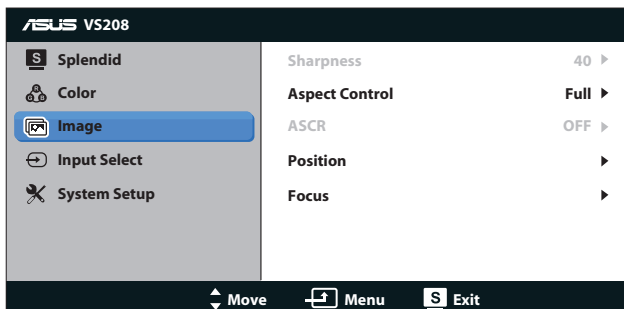 ASUS VS208
S Splendid
Color
Image
Input Select
System Setup
Sharpness 40
Aspect Control Full
ASCR OFF
Position
Focus
Move Menu S Exit